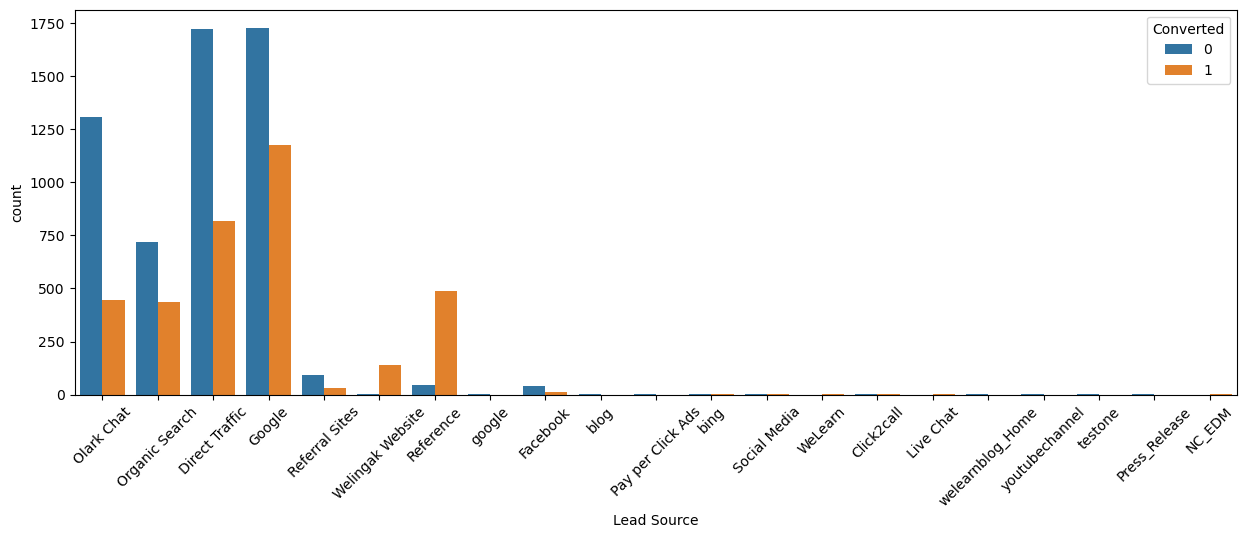 1750
1500
1250
1000
750
500
250
0
count
Converted
0
1
Olark Chat
Organic Search
Direct Traffic
Google
Referral Sites
Welingak Website
Reference
google
Facebook
blog
Pay per Click Ads
bing
Social Media
WeLearn
Click2call
Live Chat
welearnblog_Home
youtubechannel
testone
Press_Release
NC_EDM
Lead Source